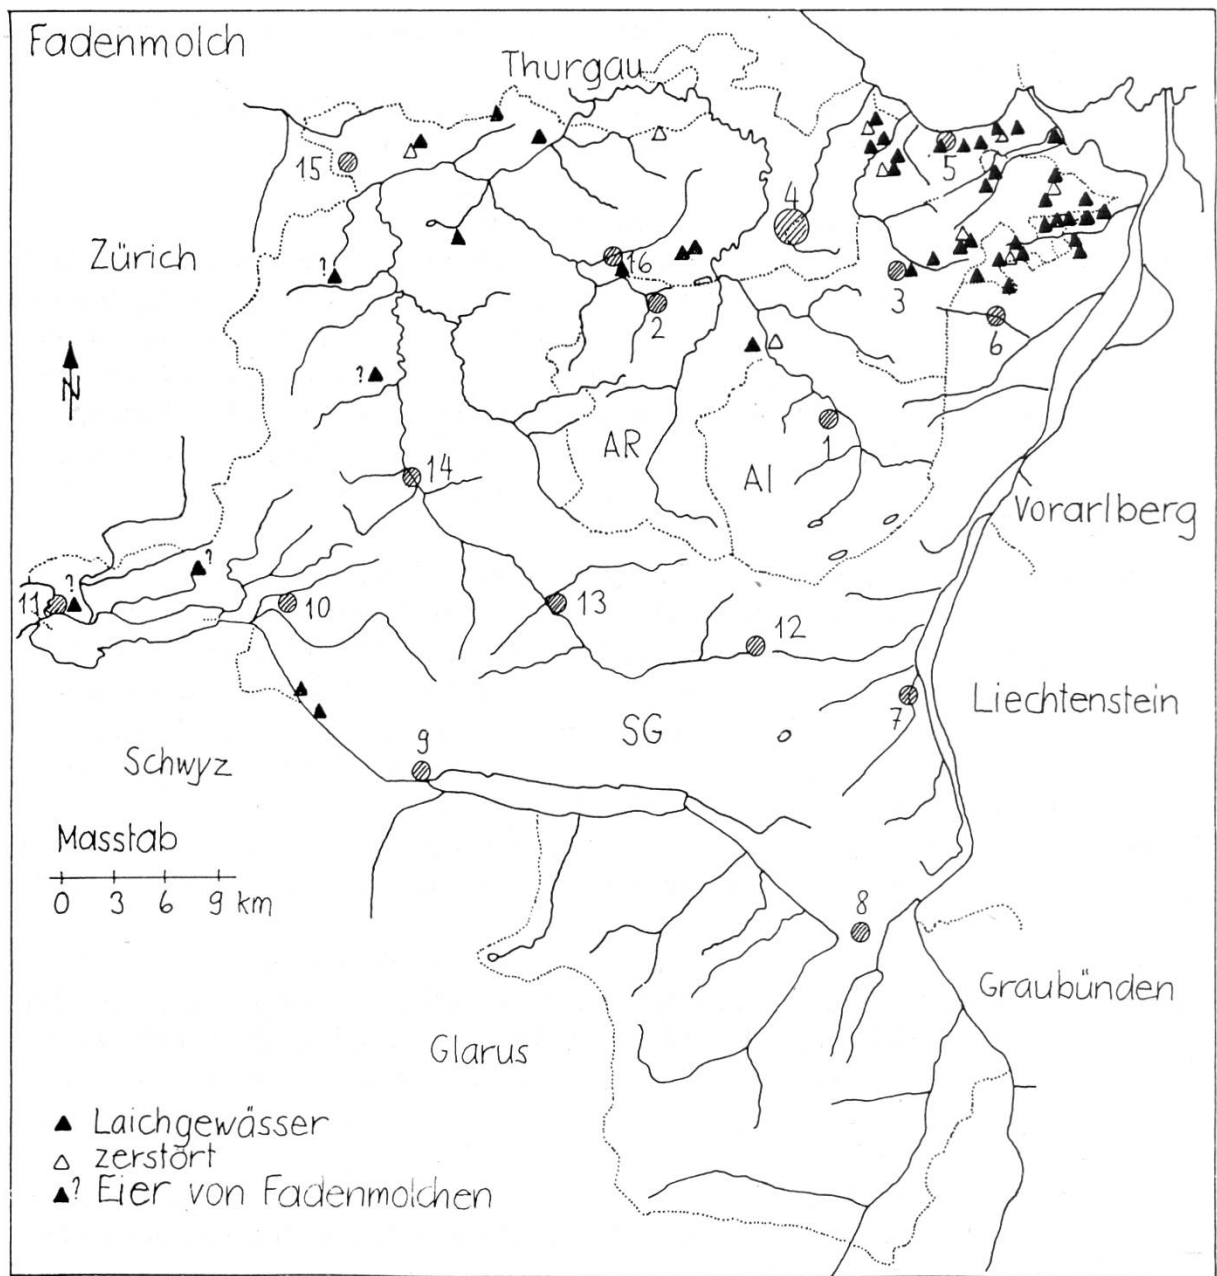 Fadenmolch
Thurgau
15
5
4
Zürich
?
16
3
2
6
N
?
AR
1
AI
14
Vorarlberg
?
11
?
10
13
12
Liechtenstein
7
SG
9
Schwyz
Masstab
0 3 6 9 km
8
Graubünden
Glarus
▲ Laichgewässer
△ zerstört
▲? Eier von Fadenmolchen